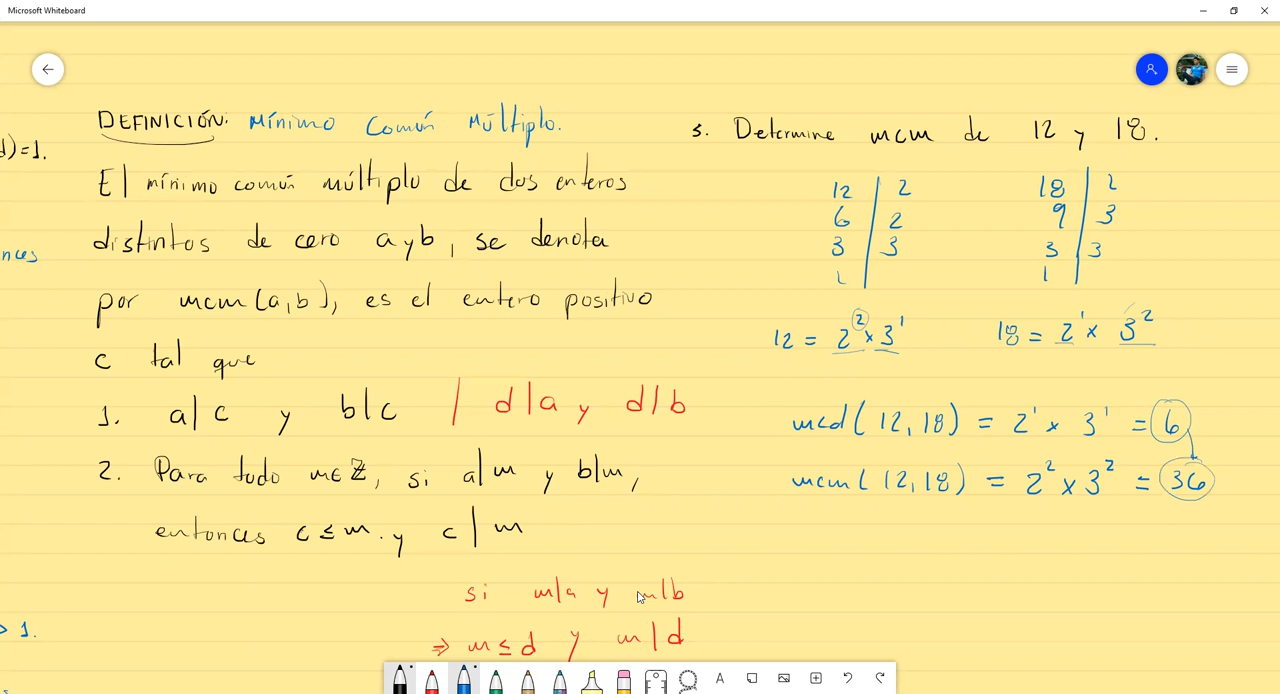 Microsoft Whiteboard
DEFINICIÓN: Mínimo Común Múltiplo.
d)=1.
El mínimo común múltiplo de dos enteros
distintos de cero a y b, se denota
nces
por mcm(a,b), es el entero positivo
c tal que
1. a|c y b|c / d|a y d|b
2. Para todo m∈ℤ, si a|m y b|m,
entonces c≤m. y c|m
si m|a y m|b
> 1.
⇒ m≤d y m|d
s. Determine mcm de 12 y 18.
12 | 2
6 | 2
3 | 3
1
18 | 2
9 | 3
3 | 3
1
12 = 2² × 3¹
18 = 2¹ × 3²
mcd(12,18) = 2¹ × 3¹ = 6
mcm(12,18) = 2² × 3² = 36
A